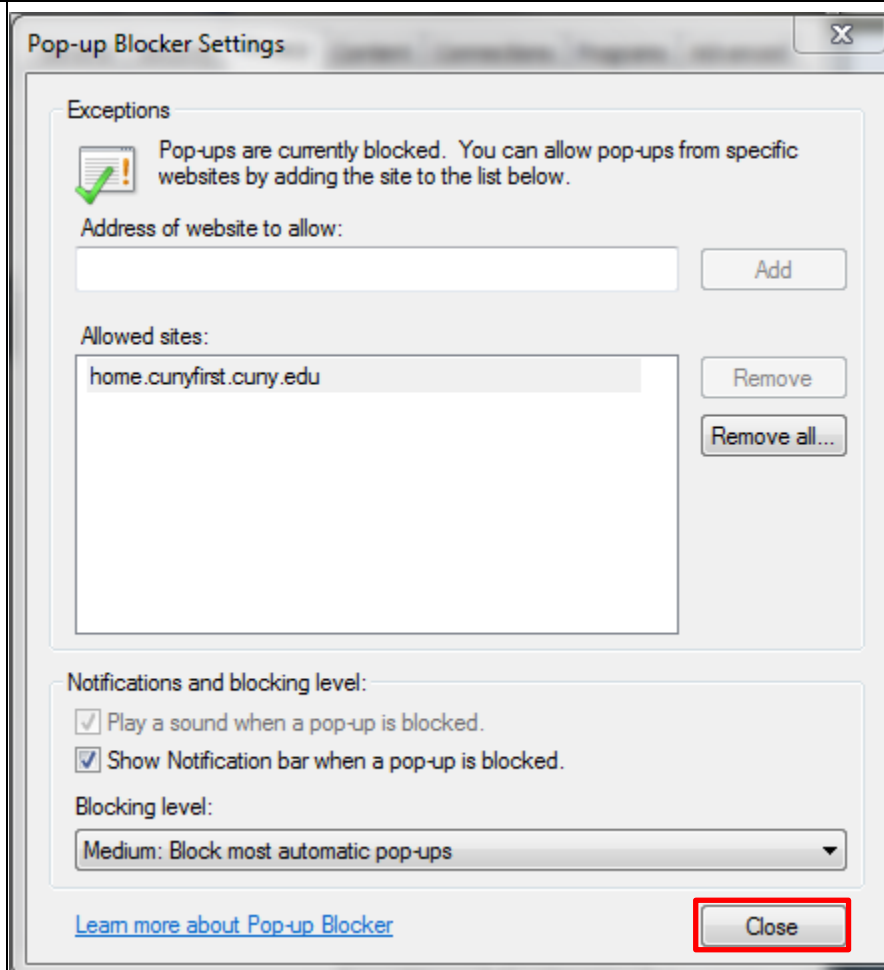 Pop-up Blocker Settings
Exceptions
Pop-ups are currently blocked. You can allow pop-ups from specific
websites by adding the site to the list below.
Address of website to allow:
Add
Allowed sites:
home.cunyfirst.cuny.edu
Remove
Remove all...
Notifications and blocking level:
Play a sound when a pop-up is blocked.
Show Notification bar when a pop-up is blocked.
Blocking level:
Medium: Block most automatic pop-ups
Learn more about Pop-up Blocker
Close